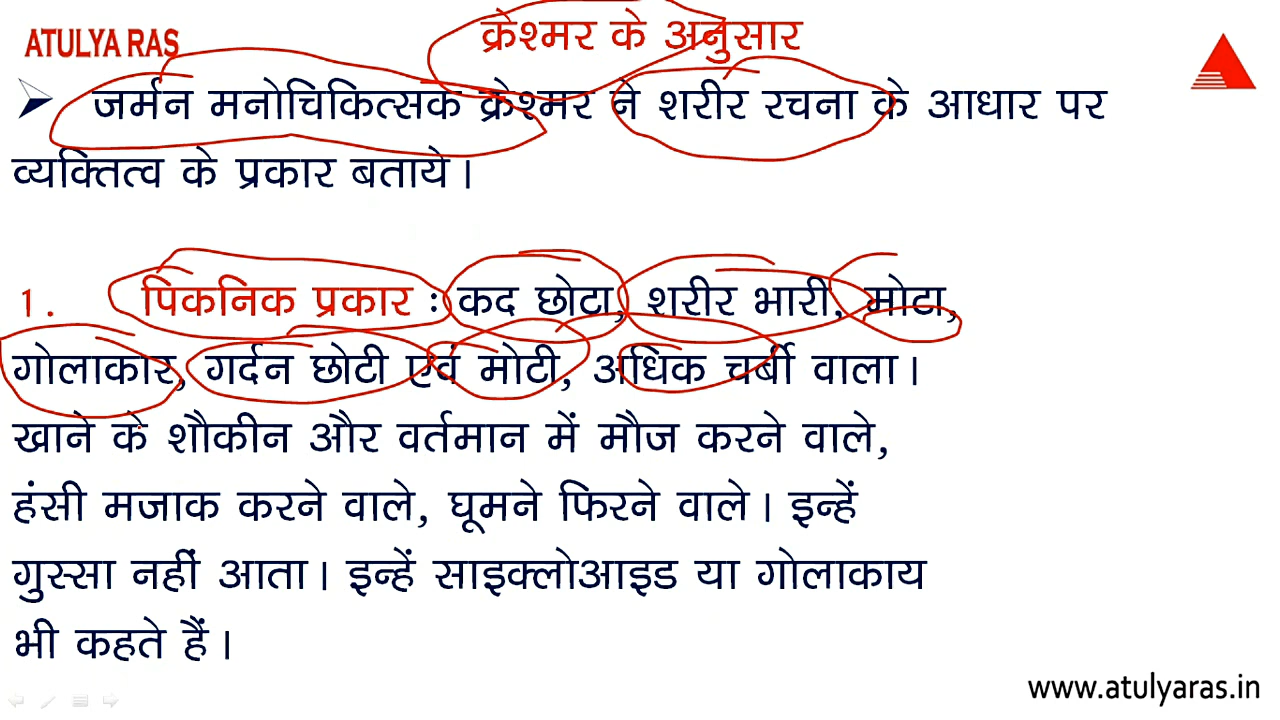 क्रेश्मर के अनुसार
ATULYA RAS
जर्मन मनोचिकित्सक क्रेश्मर ने शरीर रचना के आधार पर
व्यक्तित्व के प्रकार बताये।
1. पिकनिक प्रकार : कद छोटा, शरीर भारी, मोटा,
गोलाकार, गर्दन छोटी एवं मोटी, अधिक चर्बी वाला।
खाने के शौकीन और वर्तमान में मौज करने वाले,
हंसी मजाक करने वाले, घूमने फिरने वाले। इन्हें
गुस्सा नहीं आता। इन्हें साइक्लोआइड या गोलाकाय
भी कहते हैं।
www.atulyaras.in